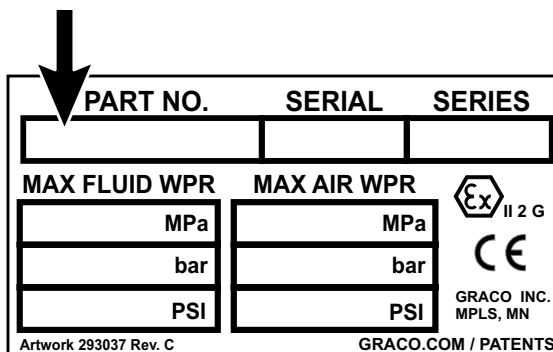 PART NO. SERIAL SERIES
MAX FLUID WPR MAX AIR WPR
Ex II 2 G
MPa MPa
bar bar
CE
PSI PSI
GRACO INC.
MPLS, MN
Artwork 293037 Rev. C GRACO.COM / PATENTS